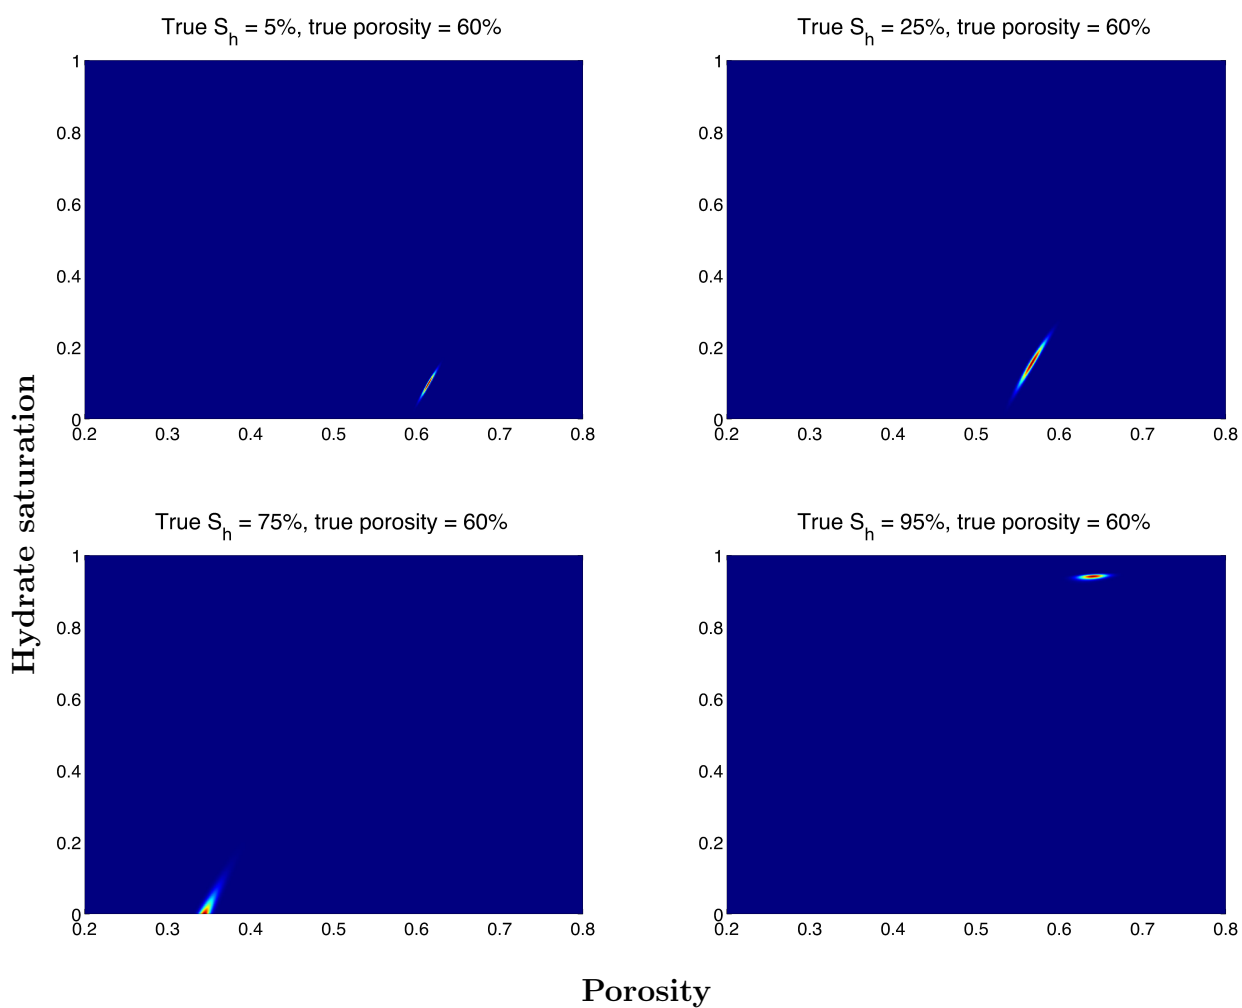 True S_h = 5%, true porosity = 60%
1
0.8
0.6
0.4
0.2
0
0.2 0.3 0.4 0.5 0.6 0.7 0.8
True S_h = 25%, true porosity = 60%
1
0.8
0.6
0.4
0.2
0
0.2 0.3 0.4 0.5 0.6 0.7 0.8
Hydrate saturation
True S_h = 75%, true porosity = 60%
1
0.8
0.6
0.4
0.2
0
0.2 0.3 0.4 0.5 0.6 0.7 0.8
True S_h = 95%, true porosity = 60%
1
0.8
0.6
0.4
0.2
0
0.2 0.3 0.4 0.5 0.6 0.7 0.8
Porosity